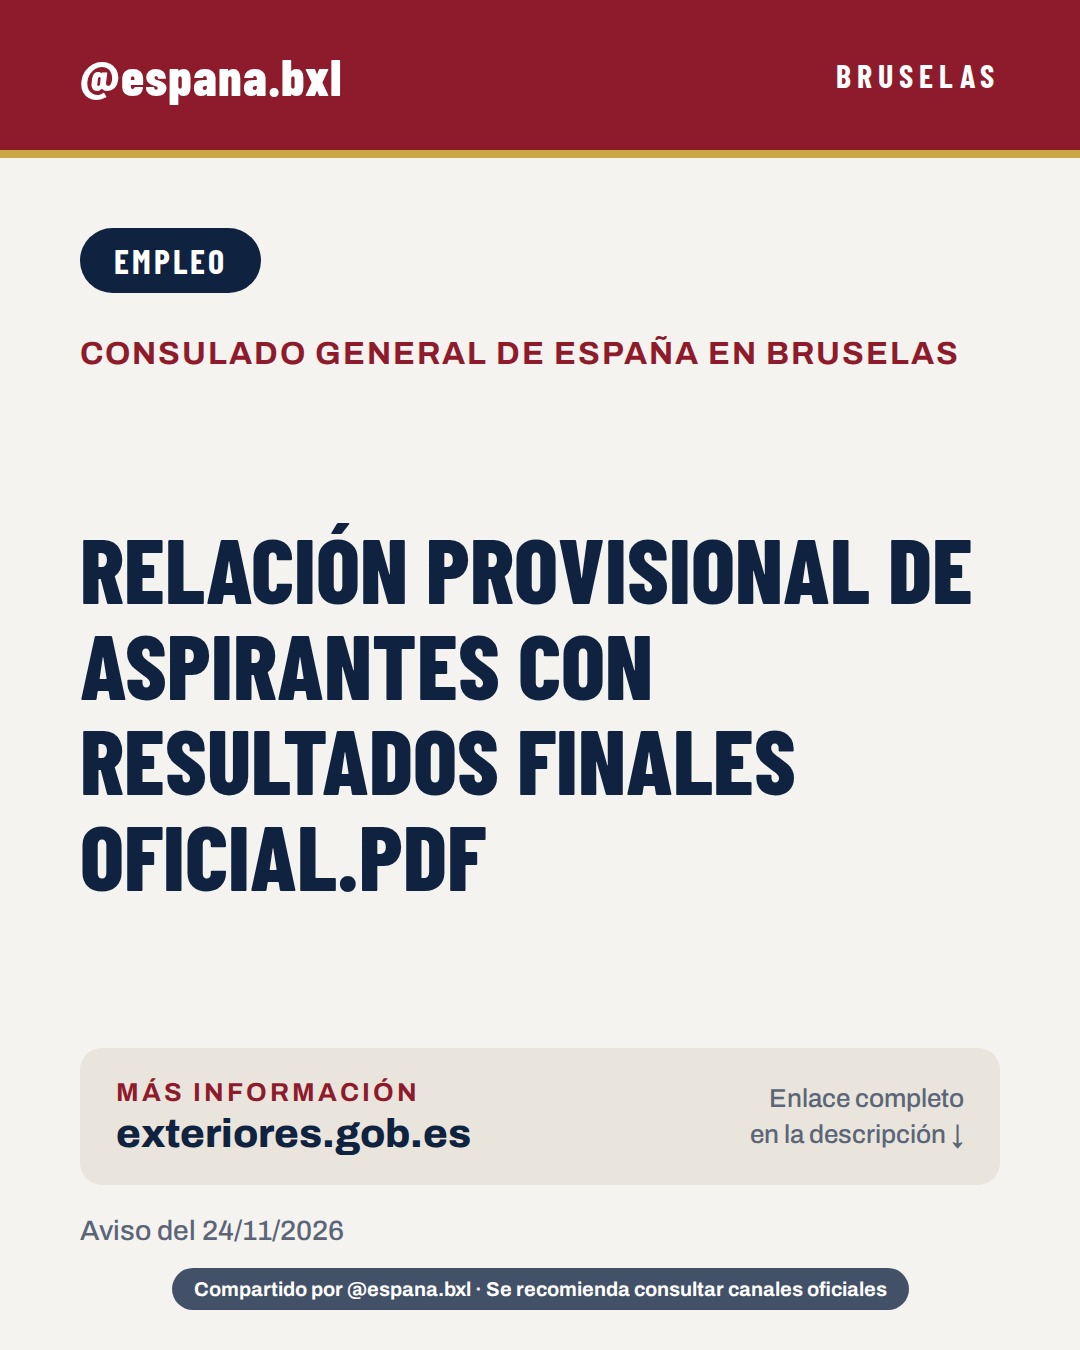 @espana.bxl
BRUSELAS
EMPLEO
CONSULADO GENERAL DE ESPAÑA EN BRUSELAS
RELACIÓN PROVISIONAL DE
ASPIRANTES CON
RESULTADOS FINALES
OFICIAL.PDF
MÁS INFORMACIÓN
exteriores.gob.es
Enlace completo
en la descripción ↓
Aviso del 24/11/2026
Compartido por @espana.bxl · Se recomienda consultar canales oficiales